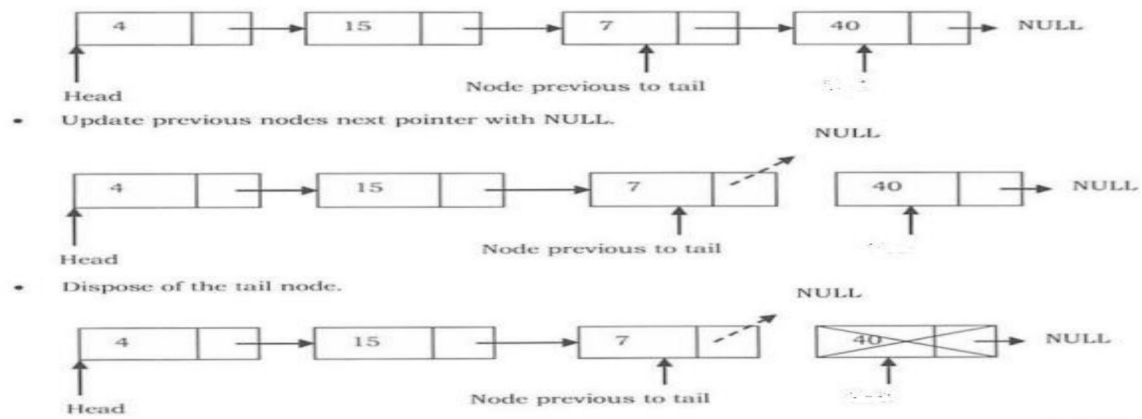 4 15 7 40 NULL
Head Node previous to tail
• Update previous nodes next pointer with NULL.
NULL
4 15 7 40 NULL
Head Node previous to tail
• Dispose of the tail node.
NULL
4 15 7 40 NULL
Head Node previous to tail